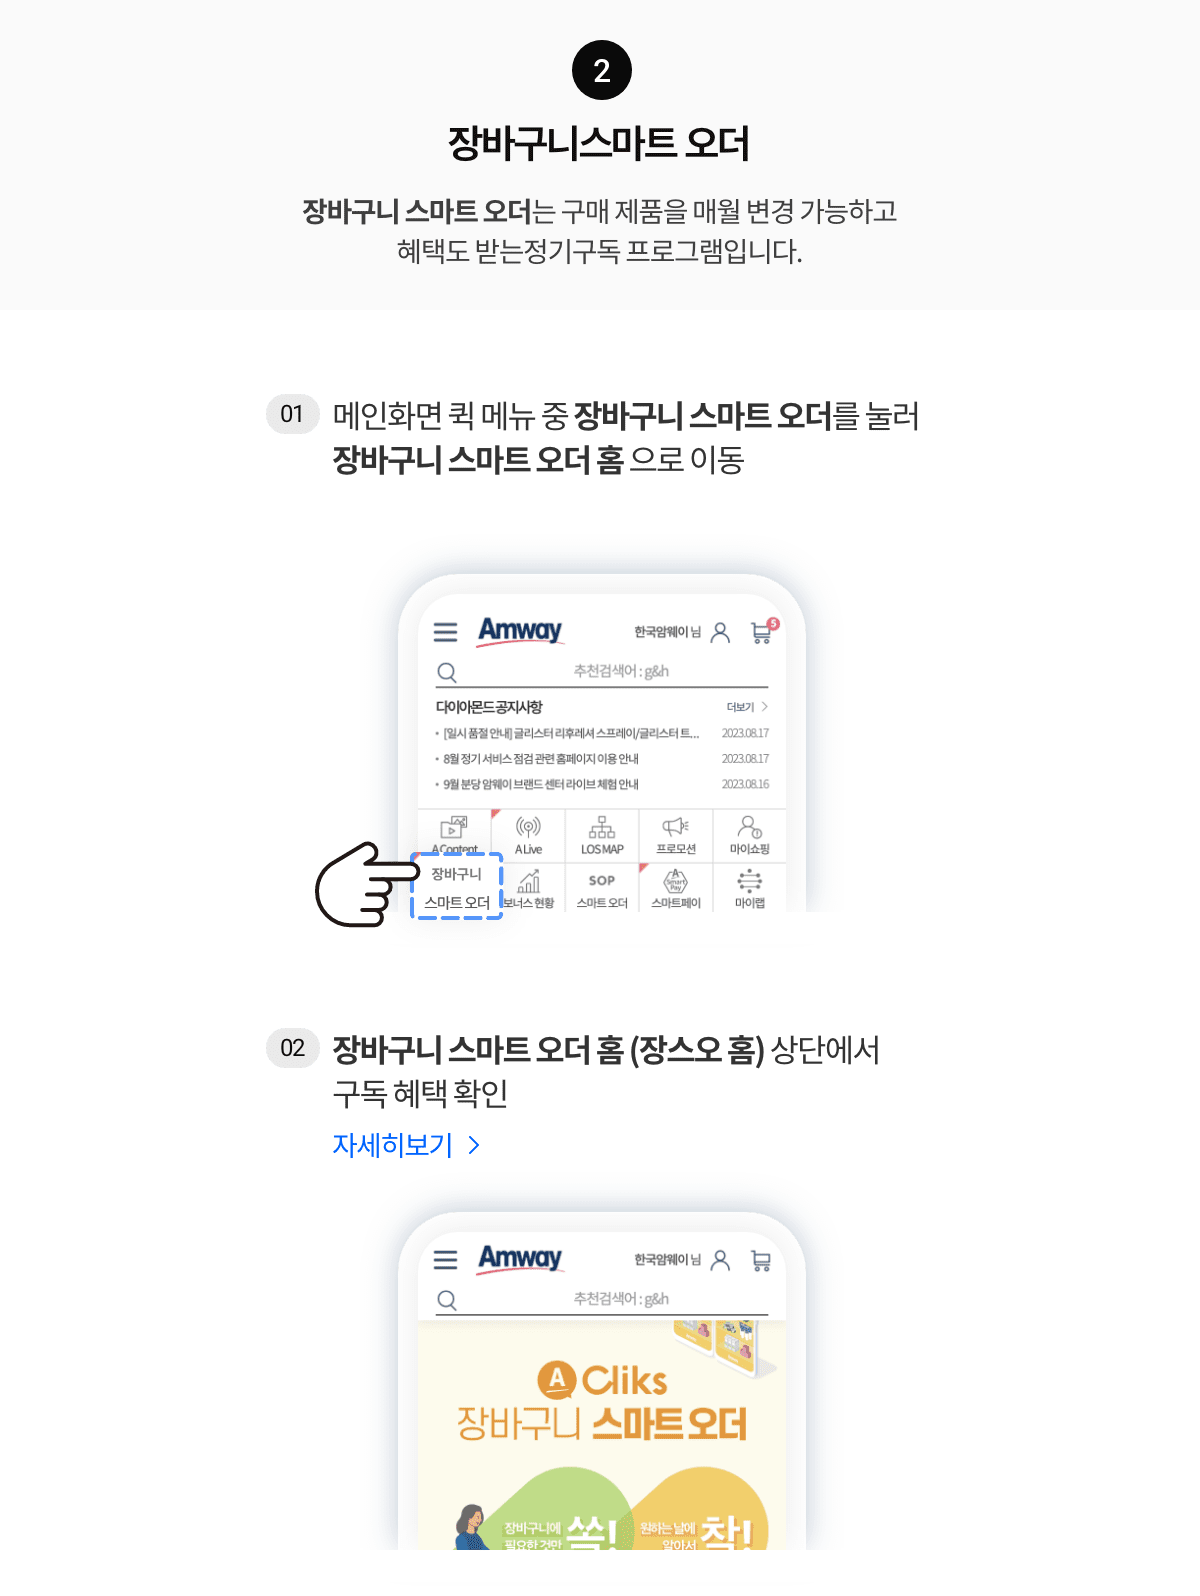 2
장바구니스마트 오더
장바구니 스마트 오더는 구매 제품을 매월 변경 가능하고
혜택도 받는정기구독 프로그램입니다.
01 메인화면 퀵 메뉴 중 장바구니 스마트 오더를 눌러
장바구니 스마트 오더 홈 으로 이동
Amway 한국암웨이 님 5
추천검색어 : g&h
다이아몬드 공지사항 더보기
• [일시 품절 안내] 글리스터 리후레셔 스프레이/글리스터 트... 2023.08.17
• 8월 정기 서비스 점검 관련 홈페이지 이용 안내 2023.08.17
• 9월 분당 암웨이 브랜드 센터 라이브 체험 안내 2023.08.16
A Content A Live LOS MAP 프로모션 마이쇼핑
장바구니 SOP A Smart Pay
스마트 오더 보너스 현황 스마트 오더 스마트페이 마이랩
02 장바구니 스마트 오더 홈 (장스오 홈) 상단에서
구독 혜택 확인
자세히보기
Amway 한국암웨이 님
추천검색어 : g&h
A Cliks
장바구니 스마트 오더
장바구니에 쏙! 원하는 날에 착!
필요한 것만 알아서